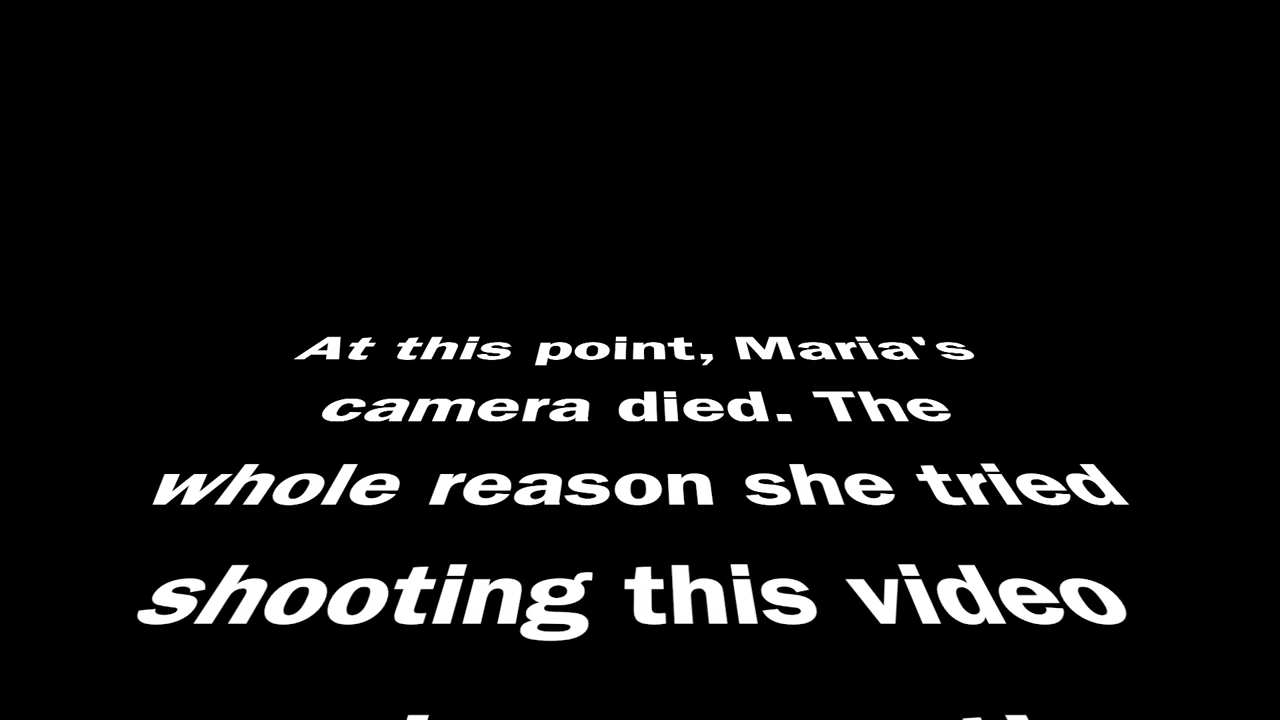 At this point, Maria's
camera died. The
whole reason she tried
shooting this video